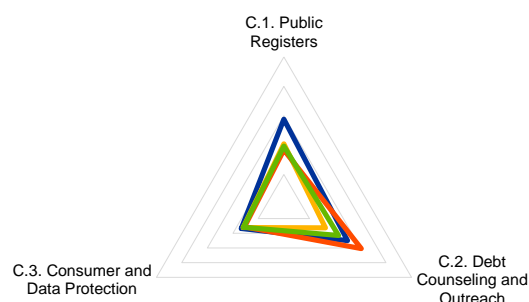 C.1. Public
Registers
C.3. Consumer and
Data Protection
C.2. Debt
Counseling and
Outreach